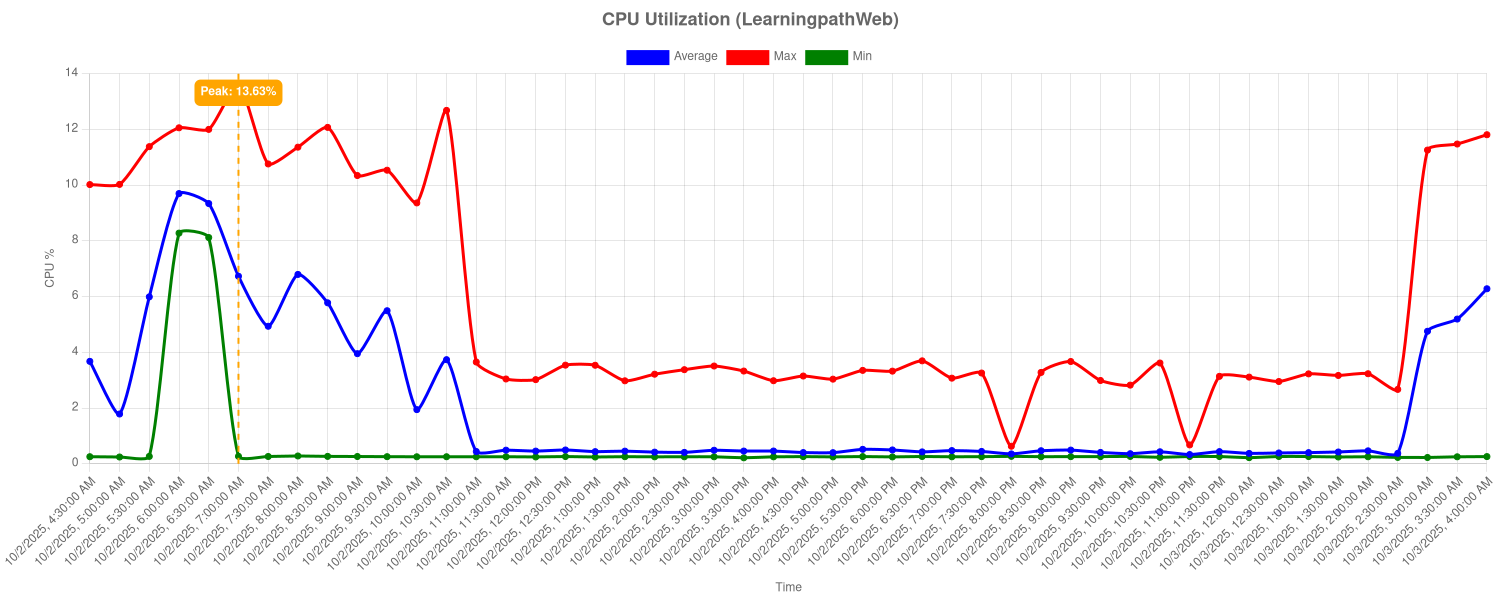 CPU Utilization (LearningpathWeb)
Average Max Min
Peak: 13.63%
14
12
10
8
6
4
2
0
CPU %
10/2/2025, 4:30:00 AM
10/2/2025, 5:00:00 AM
10/2/2025, 5:30:00 AM
10/2/2025, 6:00:00 AM
10/2/2025, 6:30:00 AM
10/2/2025, 7:00:00 AM
10/2/2025, 7:30:00 AM
10/2/2025, 8:00:00 AM
10/2/2025, 8:30:00 AM
10/2/2025, 9:00:00 AM
10/2/2025, 9:30:00 AM
10/2/2025, 10:00:00 AM
10/2/2025, 10:30:00 AM
10/2/2025, 11:00:00 AM
10/2/2025, 11:30:00 AM
10/2/2025, 12:00:00 PM
10/2/2025, 12:30:00 PM
10/2/2025, 1:00:00 PM
10/2/2025, 1:30:00 PM
10/2/2025, 2:00:00 PM
10/2/2025, 2:30:00 PM
10/2/2025, 3:00:00 PM
10/2/2025, 3:30:00 PM
10/2/2025, 4:00:00 PM
10/2/2025, 4:30:00 PM
10/2/2025, 5:00:00 PM
10/2/2025, 5:30:00 PM
10/2/2025, 6:00:00 PM
10/2/2025, 6:30:00 PM
10/2/2025, 7:00:00 PM
10/2/2025, 7:30:00 PM
10/2/2025, 8:00:00 PM
10/2/2025, 8:30:00 PM
10/2/2025, 9:00:00 PM
10/2/2025, 9:30:00 PM
10/2/2025, 10:00:00 PM
10/2/2025, 10:30:00 PM
10/2/2025, 11:00:00 PM
10/2/2025, 11:30:00 PM
10/3/2025, 12:00:00 AM
10/3/2025, 12:30:00 AM
10/3/2025, 1:00:00 AM
10/3/2025, 1:30:00 AM
10/3/2025, 2:00:00 AM
10/3/2025, 2:30:00 AM
10/3/2025, 3:00:00 AM
10/3/2025, 3:30:00 AM
10/3/2025, 4:00:00 AM
Time